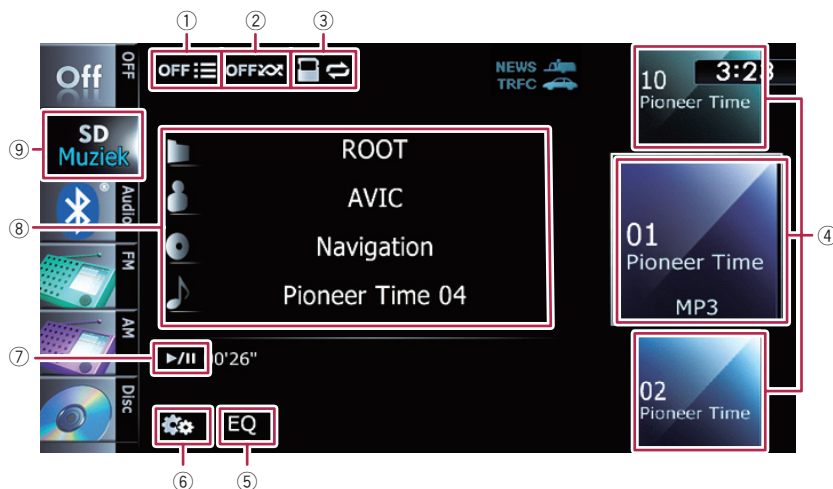 ① ② ③
Off
OFF
OFF
OFF
NEWS
TRFC
10
3:23
Pioneer Time
⑨
SD
Muziek
Audio
⑧
ROOT
AVIC
Navigation
Pioneer Time 04
④
01
Pioneer Time
MP3
FM
AM
⑦
0'26"
Disc
02
Pioneer Time
EQ
⑥ ⑤